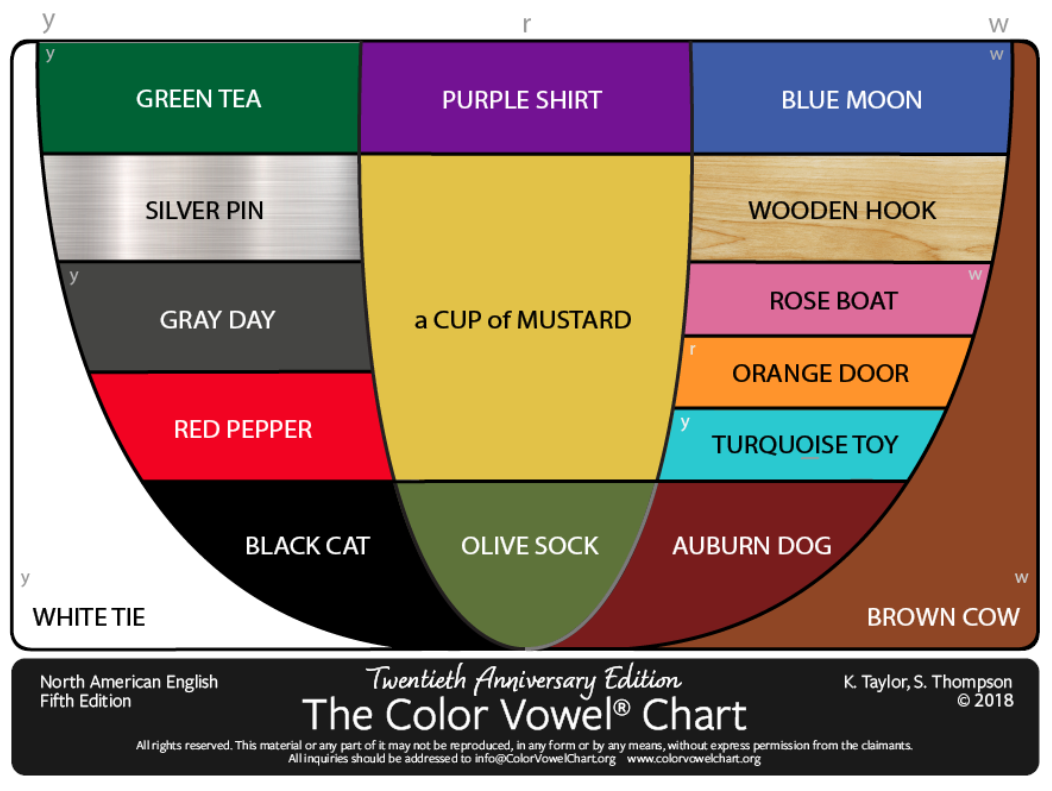 y r w
y w
GREEN TEA PURPLE SHIRT BLUE MOON
SILVER PIN WOODEN HOOK
y w
GRAY DAY a CUP of MUSTARD ROSE BOAT
r
ORANGE DOOR
y
RED PEPPER TURQUOISE TOY
BLACK CAT OLIVE SOCK AUBURN DOG
y w
WHITE TIE BROWN COW
North American English
Fifth Edition
Twentieth Anniversary Edition
The Color Vowel® Chart
K. Taylor, S. Thompson
© 2018
All rights reserved. This material or any part of it may not be reproduced, in any form or by any means, without express permission from the claimants.
All inquiries should be addressed to info@ColorVowelChart.org www.colorvowelchart.org